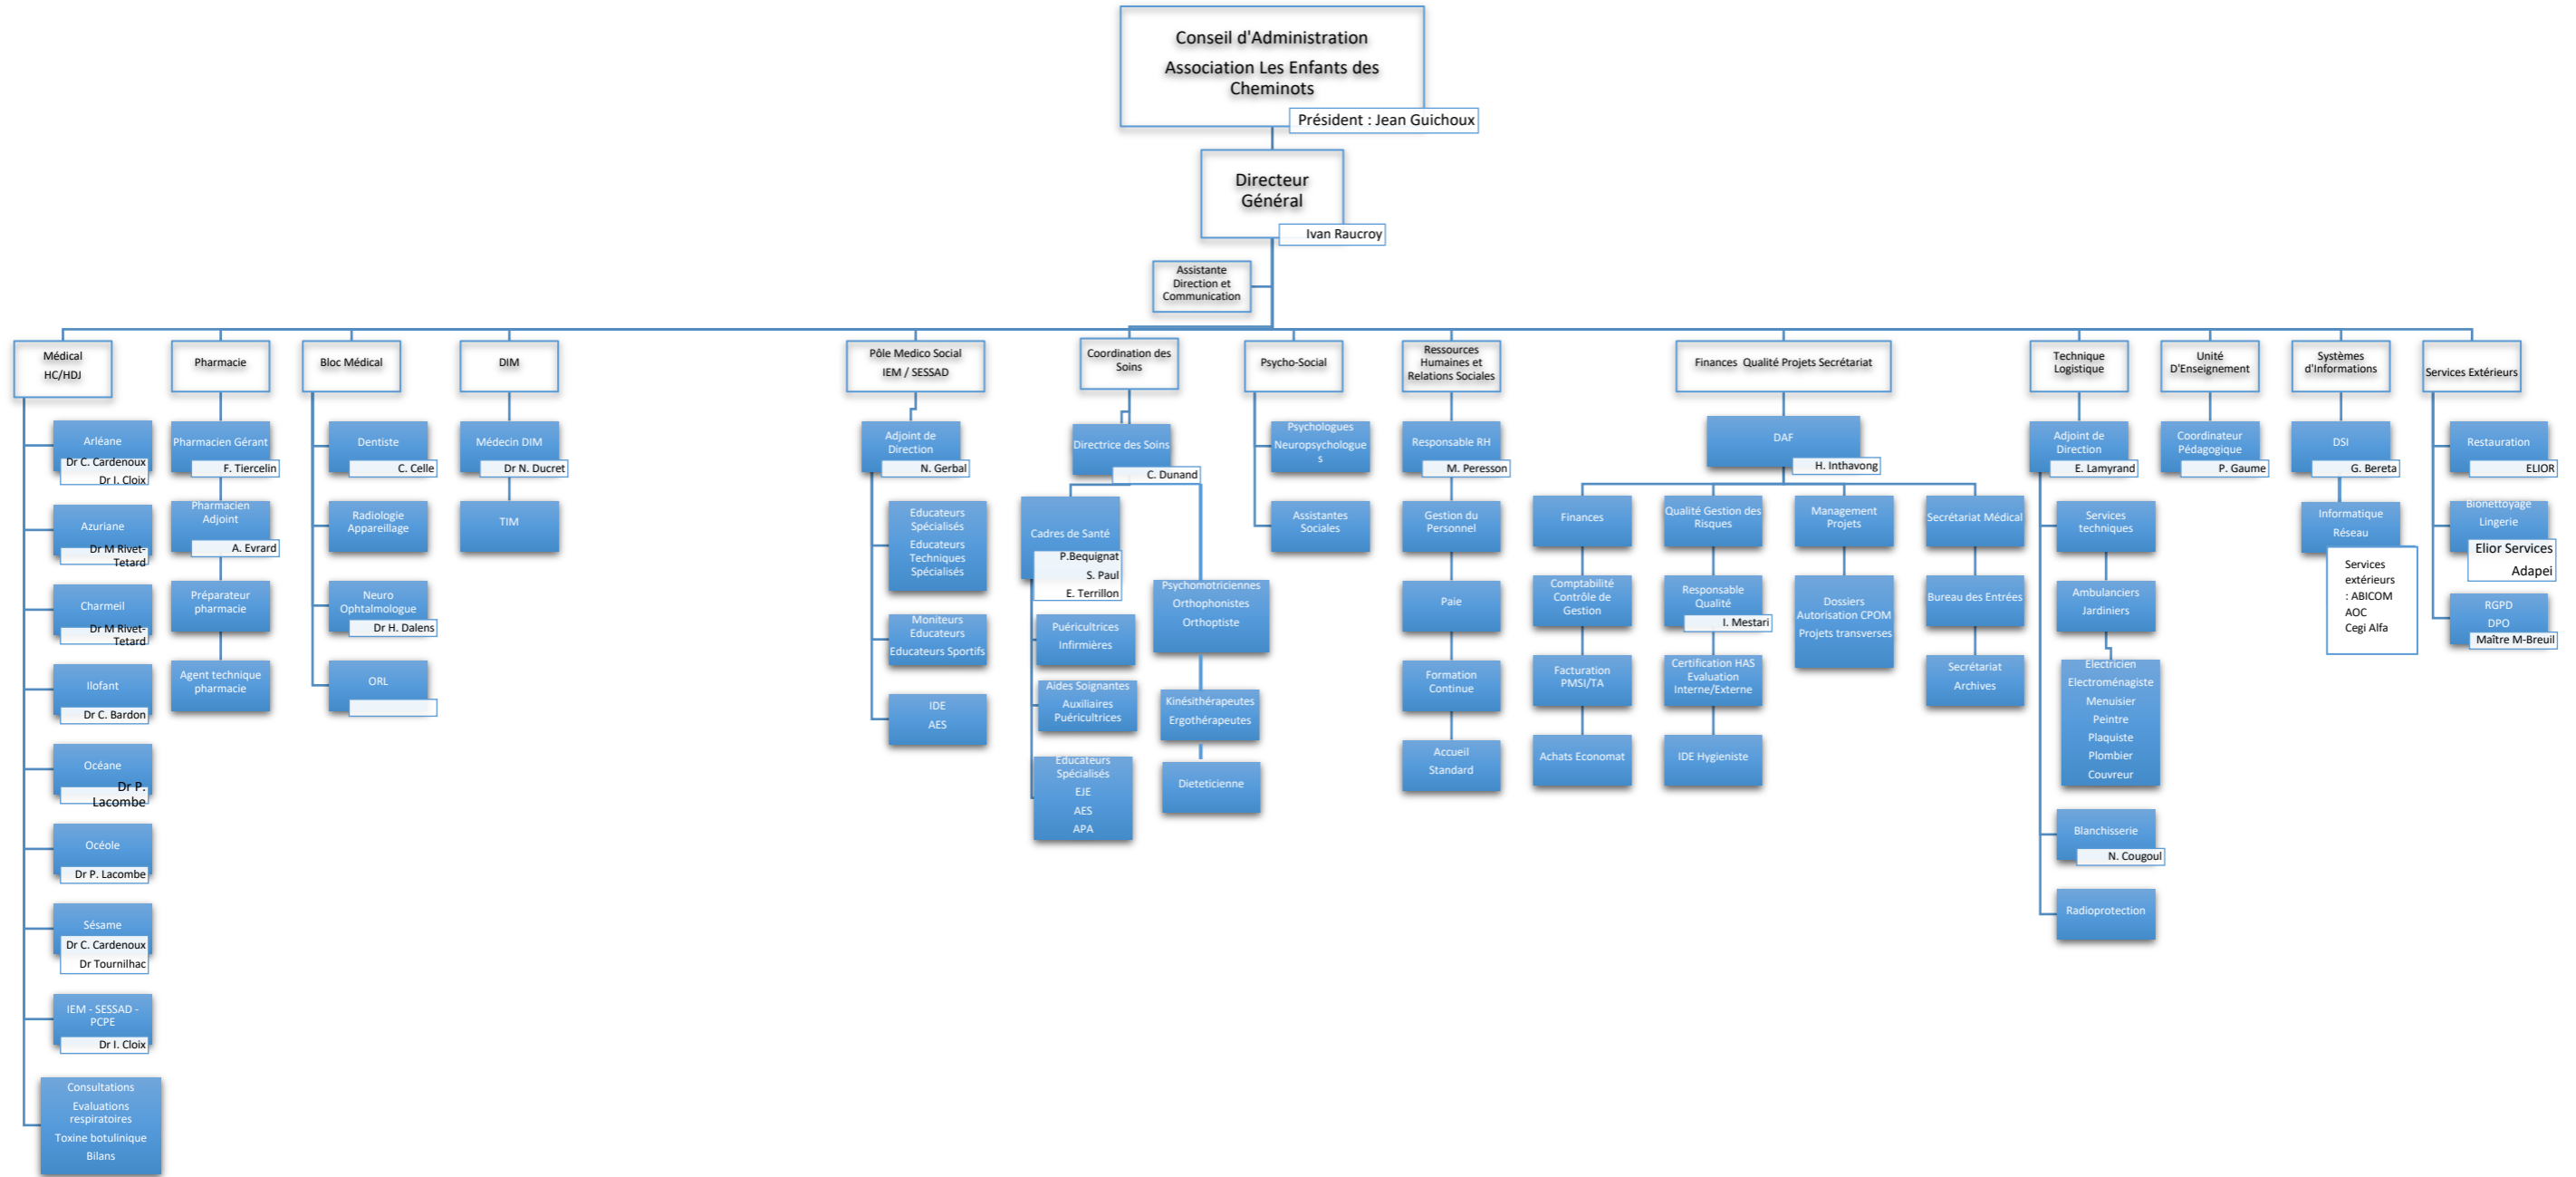 Conseil d'Administration
Association Les Enfants des
Cheminots
Président : Jean Guichoux
Directeur
Général
Ivan Raucroy
Assistante
Direction et
Communication
Médical
HC/HDJ
Arléane
Dr C. Cardenoux
Dr I. Cloix
Azuriane
Dr M Rivet-
Tetard
Charmeil
Dr M Rivet-
Tetard
Ilofant
Dr C. Bardon
Océane
Dr P.
Lacombe
Océole
Dr P. Lacombe
Sésame
Dr C. Cardenoux
Dr Tournilhac
IEM - SESSAD -
PCPE
Dr I. Cloix
Consultations
Evaluations
respiratoires
Toxine botulinique
Bilans
Pharmacie
Pharmacien Gérant
F. Tiercelin
Pharmacien
Adjoint
A. Evrard
Préparateur
pharmacie
Agent technique
pharmacie
Bloc Médical
Dentiste
C. Celle
Radiologie
Appareillage
Neuro
Ophtalmologue
Dr H. Dalens
ORL
DIM
Médecin DIM
Dr N. Ducret
TIM
Pôle Medico Social
IEM / SESSAD
Adjoint de
Direction
N. Gerbal
Educateurs
Spécialisés
Educateurs
Techniques
Spécialisés
Moniteurs
Educateurs
Educateurs Sportifs
IDE
AES
Coordination des
Soins
Directrice des Soins
C. Dunand
Cadres de Santé
P.Bequignat
S. Paul
E. Terrillon
Puéricultrices
Infirmières
Aides Soignantes
Auxiliaires
Puéricultrices
Educateurs
Spécialisés
EJE
AES
APA
Psychomotriciennes
Orthophonistes
Orthoptiste
Kinésithérapeutes
Ergothérapeutes
Dieteticienne
Psycho-Social
Psychologues
Neuropsychologue
s
Assistantes
Sociales
Ressources
Humaines et
Relations Sociales
Responsable RH
M. Peresson
Gestion du
Personnel
Paie
Formation
Continue
Accueil
Standard
Finances Qualité Projets Secrétariat
DAF
H. Inthavong
Finances
Comptabilité
Contrôle de
Gestion
Facturation
PMSI/TA
Achats Economat
Qualité Gestion des
Risques
Responsable
Qualité
I. Mestari
Certification HAS
Evaluation
Interne/Externe
IDE Hygieniste
Management
Projets
Dossiers
Autorisation CPOM
Projets transverses
Secrétariat Médical
Bureau des Entrées
Secrétariat
Archives
Technique
Logistique
Adjoint de
Direction
E. Lamyrand
Services
techniques
Ambulanciers
Jardiniers
Electricien
Electroménagiste
Menuisier
Peintre
Plaquiste
Plombier
Couvreur
Blanchisserie
N. Cougoul
Radioprotection
Unité
D'Enseignement
Coordinateur
Pédagogique
P. Gaume
Systèmes
d'Informations
DSI
G. Bereta
Informatique
Réseau
Services
extérieurs
: ABICOM
AOC
Cegi Alfa
Services Extérieurs
Restauration
ELIOR
Bionettoyage
Lingerie
Elior Services
Adapei
RGPD
DPO
Maître M-Breuil